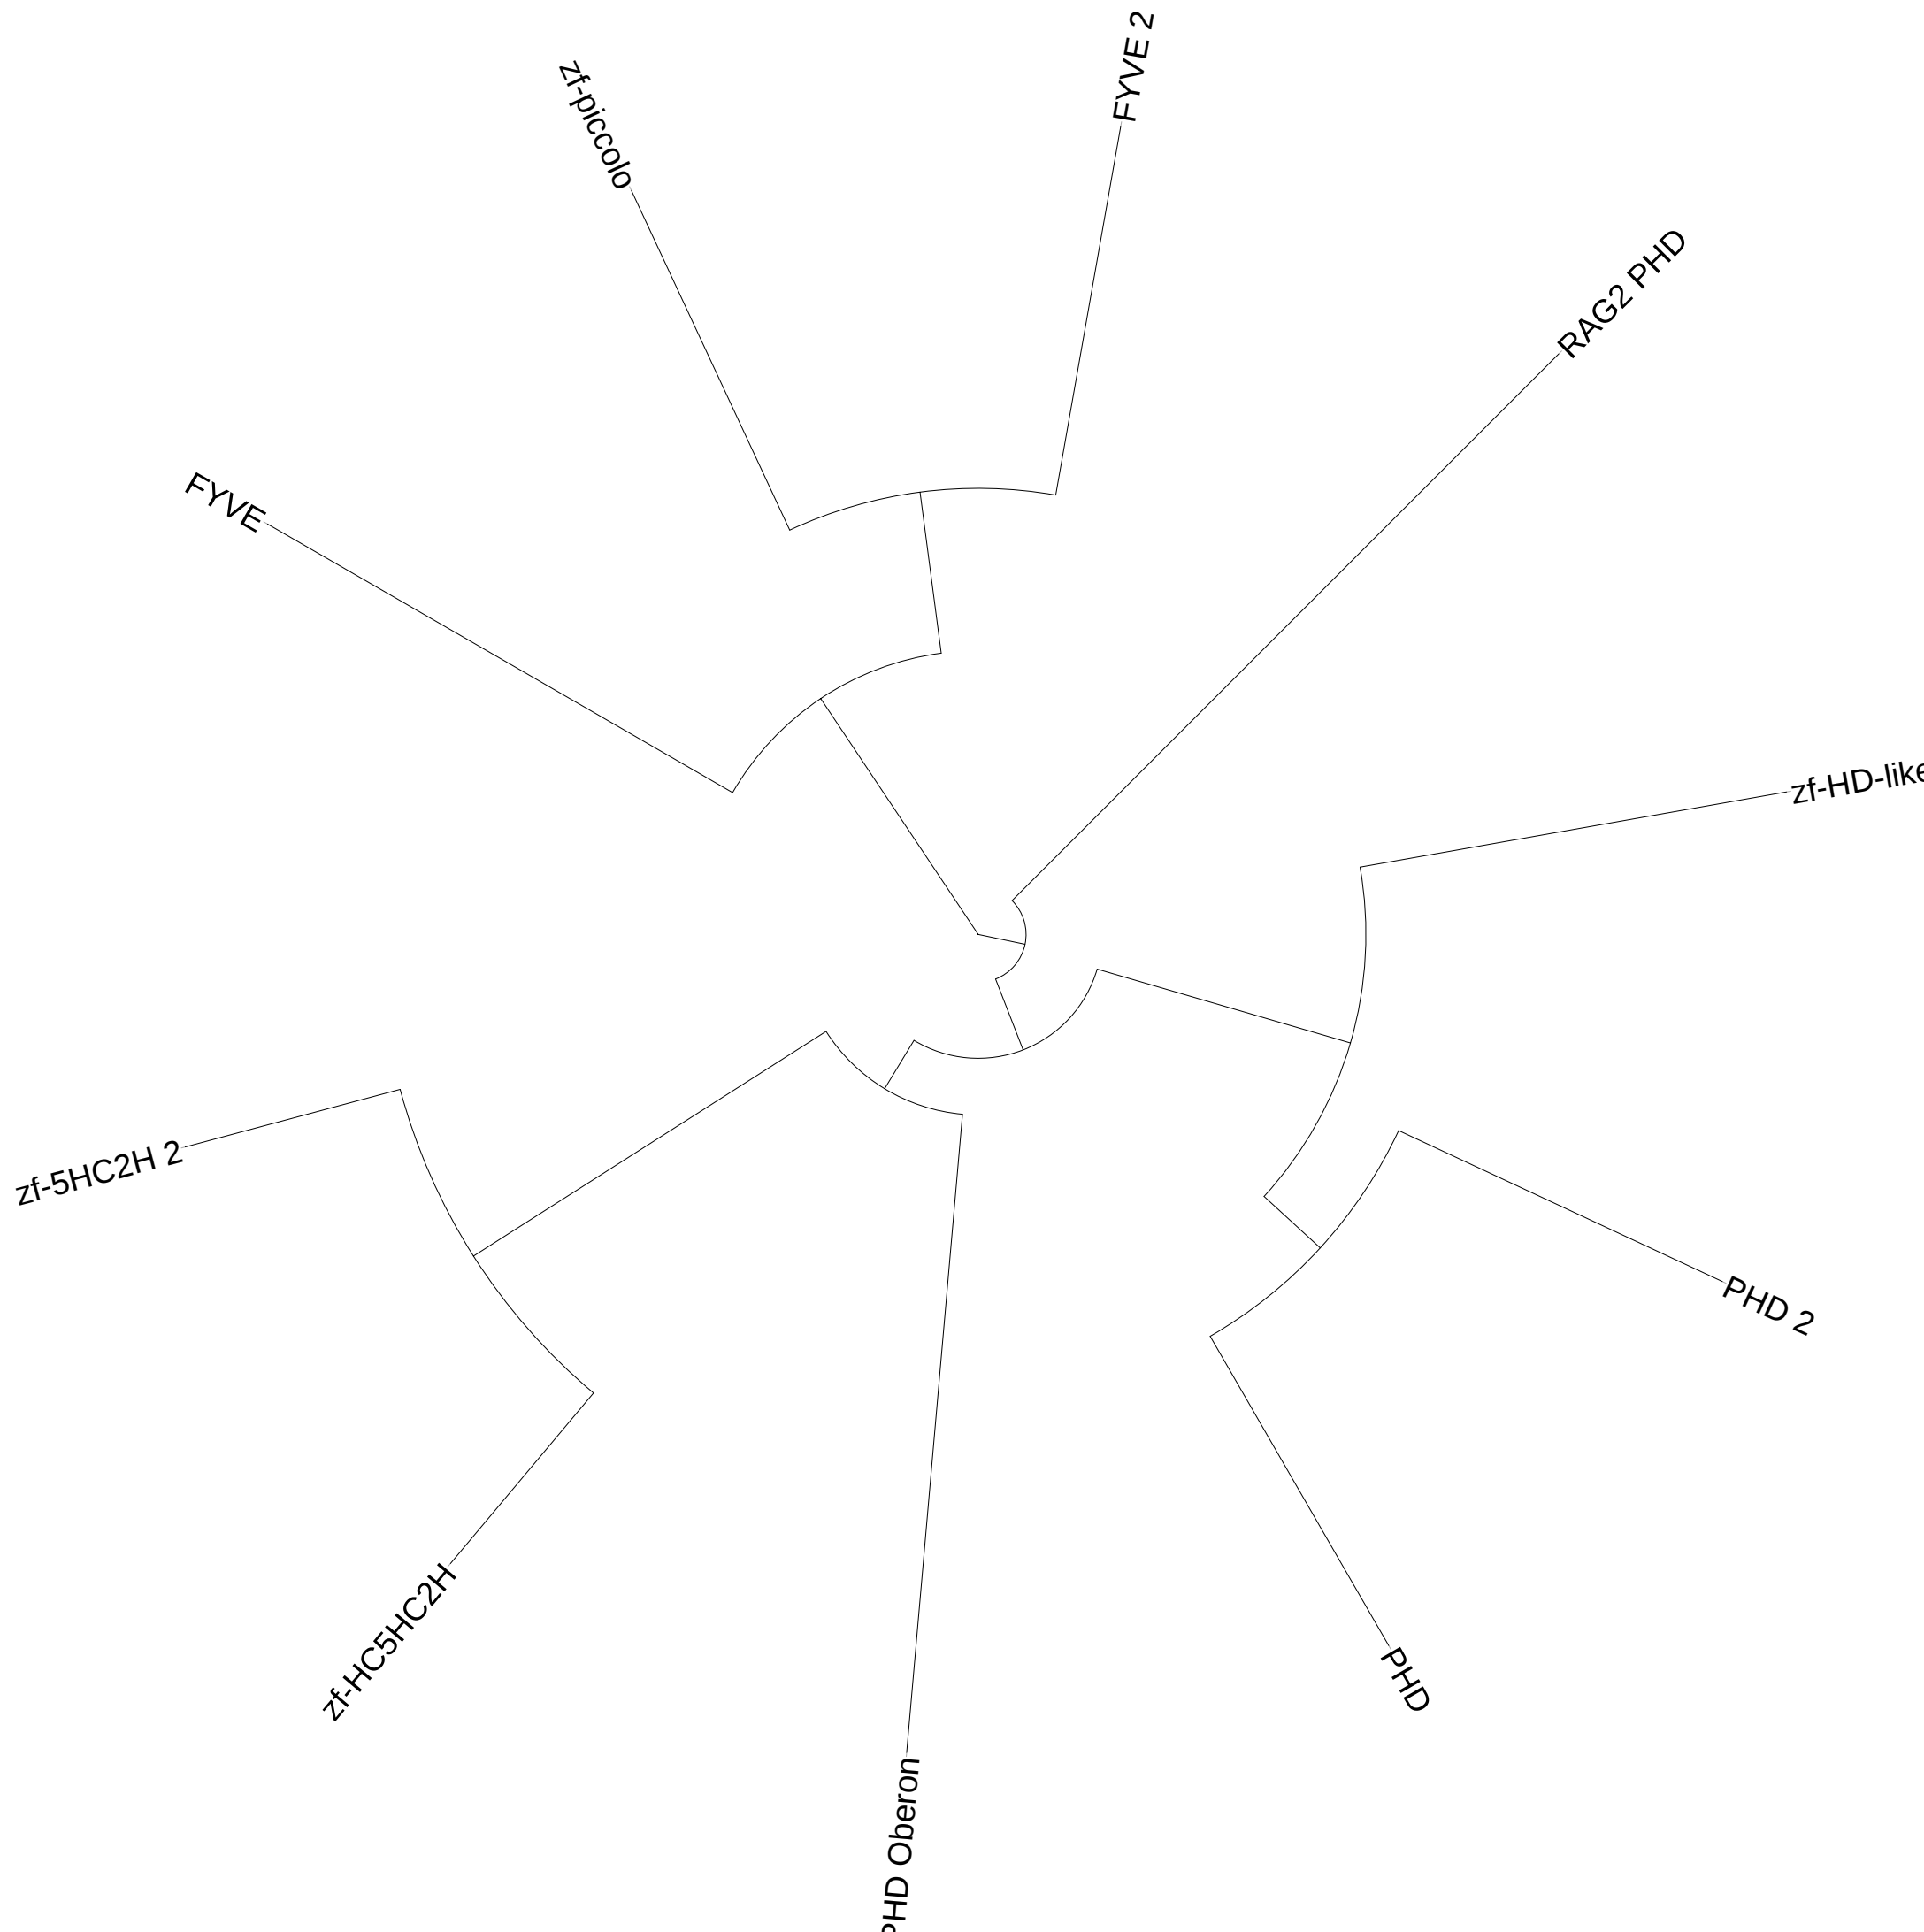 FYVE 2
zf-piccolo
RAG2 PHD
FYVE
zf-HD-like
zf-5HC2H 2
PHD 2
zf-HC5HC2H
PHD
PHD Oberon